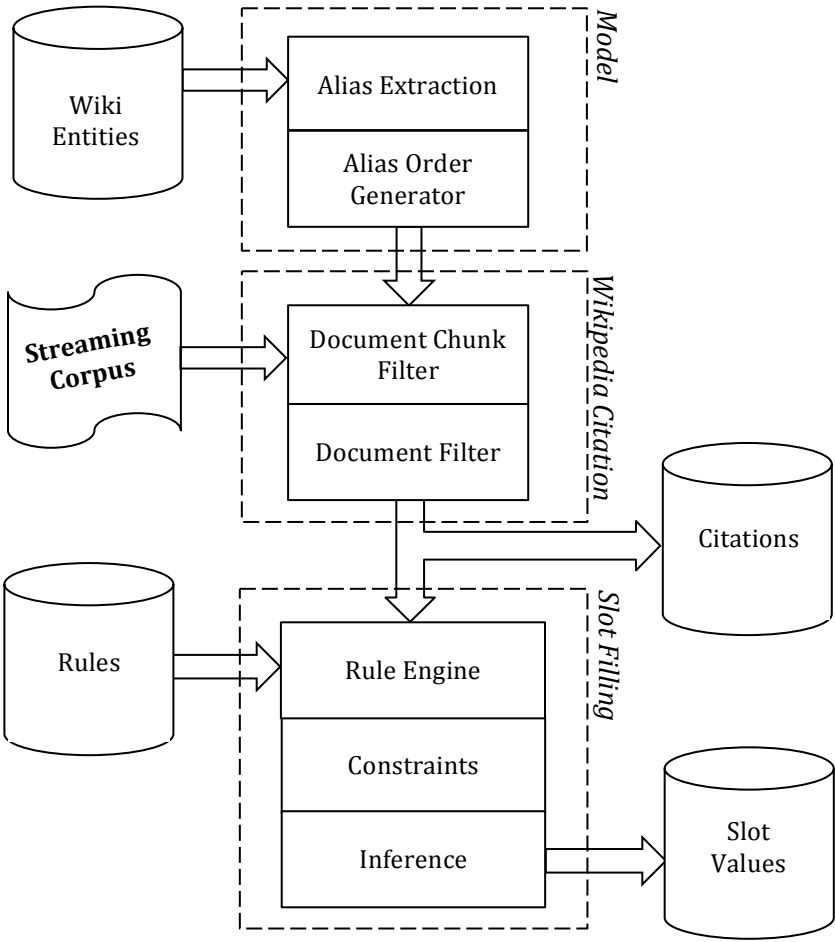 Wiki
Entities
Alias Extraction
Alias Order
Generator
Model
Streaming
Corpus
Document Chunk
Filter
Document Filter
Wikipedia Citation
Citations
Rules
Rule Engine
Constraints
Inference
Slot Filling
Slot
Values